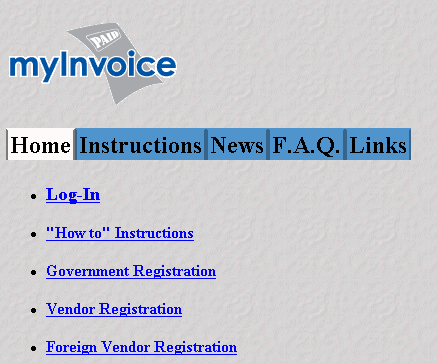 PAID
myInvoice
Home Instructions News F.A.Q. Links
Log-In
"How to" Instructions
Government Registration
Vendor Registration
Foreign Vendor Registration